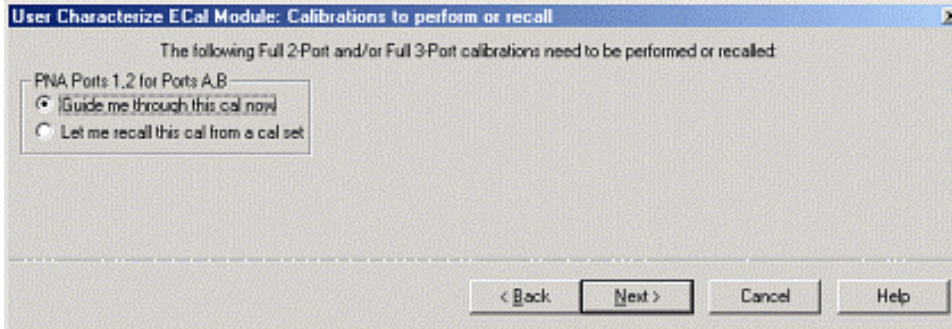 User Characterize ECal Module: Calibrations to perform or recall
The following Full 2-Port and/or Full 3-Port calibrations need to be performed or recalled:
PNA Ports 1,2 for Ports A,B
Guide me through this cal now
Let me recall this cal from a cal set
< Back
Next >
Cancel
Help